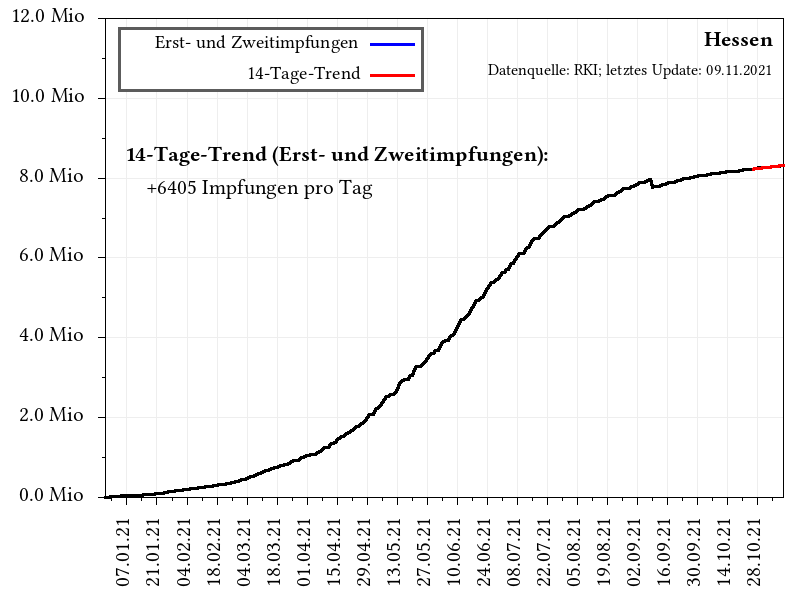 12.0 Mio
10.0 Mio
8.0 Mio
6.0 Mio
4.0 Mio
2.0 Mio
0.0 Mio
Erst- und Zweitimpfungen
14-Tage-Trend
Hessen
Datenquelle: RKI; letztes Update: 09.11.2021
14-Tage-Trend (Erst- und Zweitimpfungen):
+6405 Impfungen pro Tag
07.01.21
21.01.21
04.02.21
18.02.21
04.03.21
18.03.21
01.04.21
15.04.21
29.04.21
13.05.21
27.05.21
10.06.21
24.06.21
08.07.21
22.07.21
05.08.21
19.08.21
02.09.21
16.09.21
30.09.21
14.10.21
28.10.21